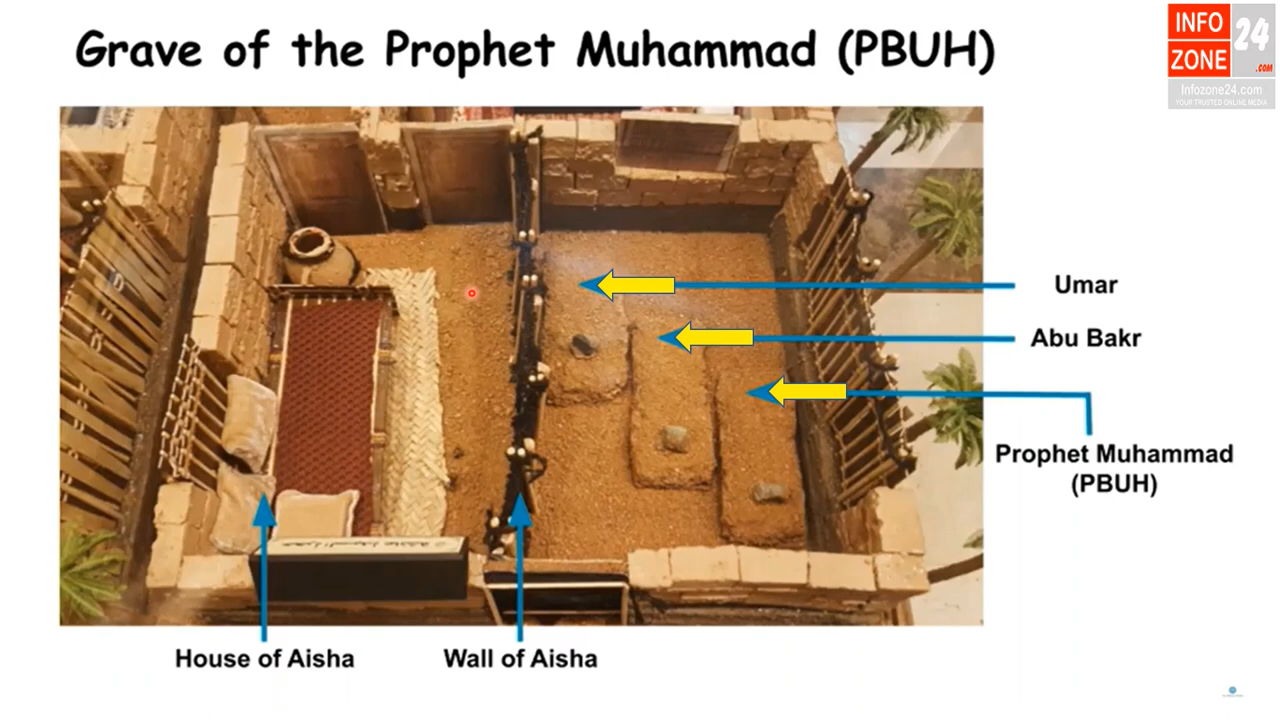 Grave of the Prophet Muhammad (PBUH)
INFO
ZONE
24
.COM
Infozone24.com
YOUR TRUSTED ONLINE MEDIA
Umar
Abu Bakr
Prophet Muhammad
(PBUH)
House of Aisha
Wall of Aisha